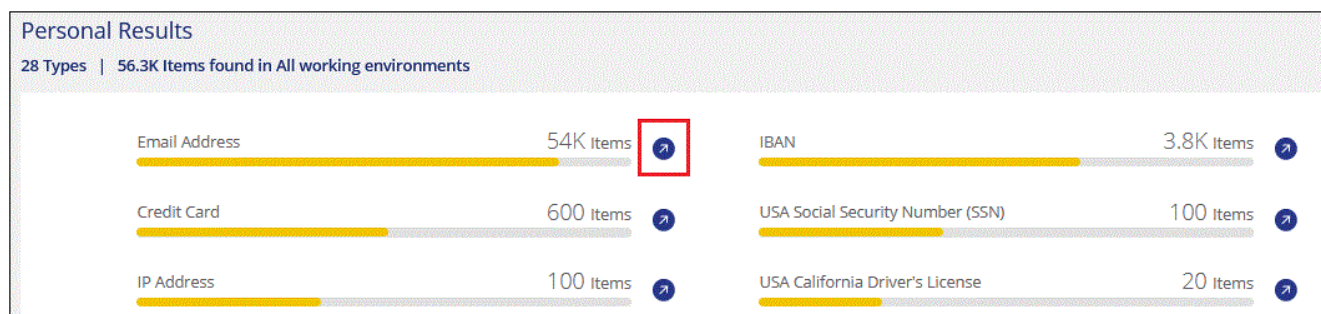 Personal Results
28 Types | 56.3K Items found in All working environments
Email Address 54K Items
IBAN 3.8K Items
Credit Card 600 Items
USA Social Security Number (SSN) 100 Items
IP Address 100 Items
USA California Driver's License 20 Items